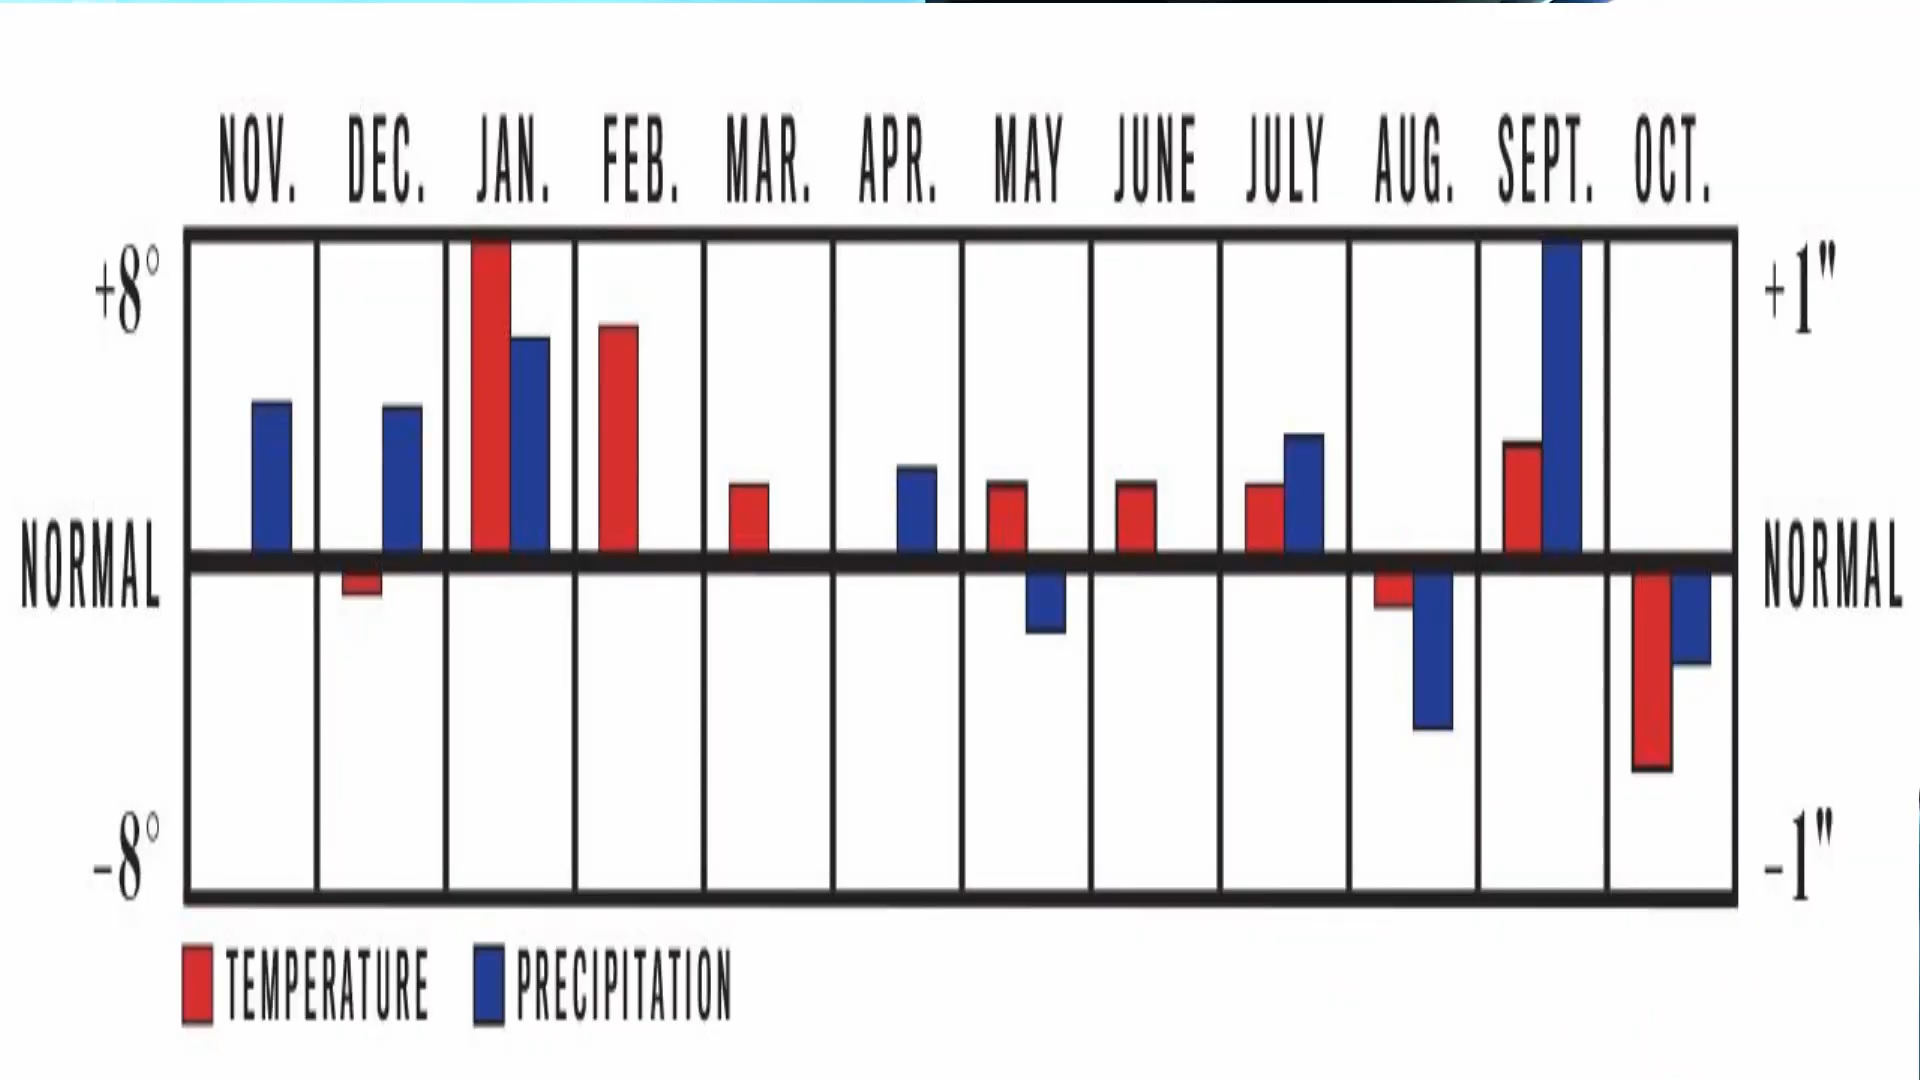 NOV. DEC. JAN. FEB. MAR. APR. MAY JUNE JULY AUG. SEPT. OCT.
+8° +1"
NORMAL NORMAL
-8° -1"
TEMPERATURE PRECIPITATION